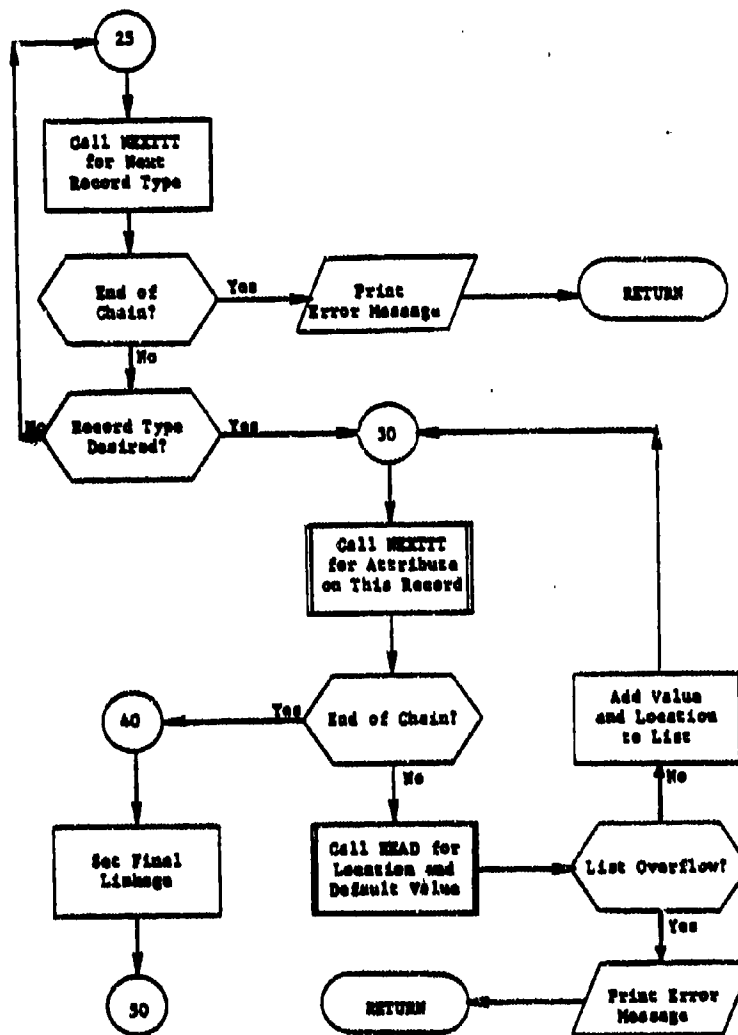 25
Call NEXTTT
for Next
Record Type
End of
Chain?
Yes
Print
Error Message
RETURN
No
Record Type
Desired?
No
Yes
30
Call NEXTTT
for Attribute
on This Record
End of Chain?
Yes
40
Add Value
and Location
to List
No
No
Set Final
Linkage
Call HEAD for
Location and
Default Value
List Overflow?
Yes
50
RETURN
Print Error
Message